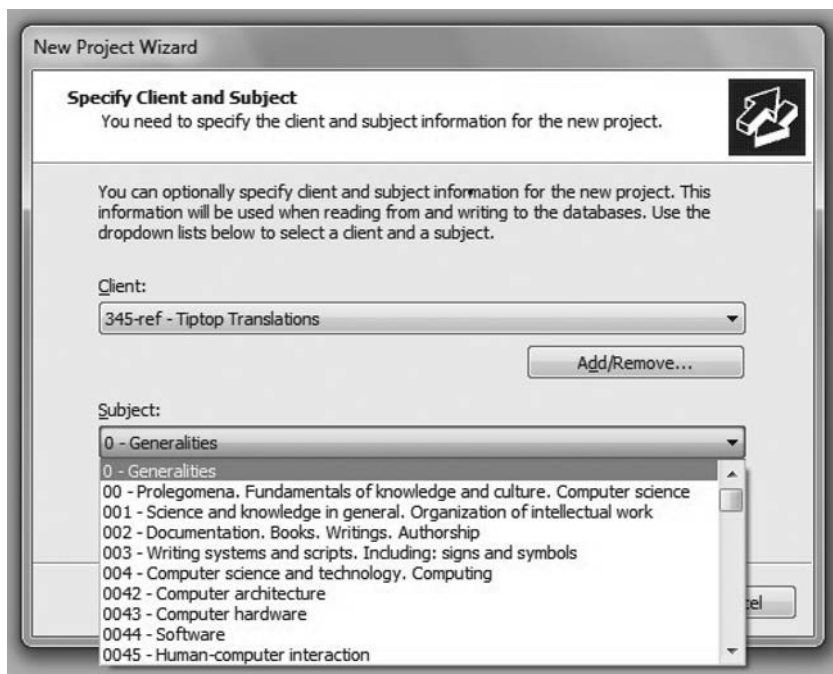 New Project Wizard
Specify Client and Subject
You need to specify the client and subject information for the new project.
You can optionally specify client and subject information for the new project. This
information will be used when reading from and writing to the databases. Use the
dropdown lists below to select a client and a subject.
Client:
345-ref - Tiptop Translations
Add/Remove...
Subject:
0 - Generalities
0 - Generalities
00 - Prolegomena. Fundamentals of knowledge and culture. Computer science
001 - Science and knowledge in general. Organization of intellectual work
002 - Documentation. Books. Writings. Authorship
003 - Writing systems and scripts. Including: signs and symbols
004 - Computer science and technology. Computing
0042 - Computer architecture
0043 - Computer hardware
0044 - Software
0045 - Human-computer interaction